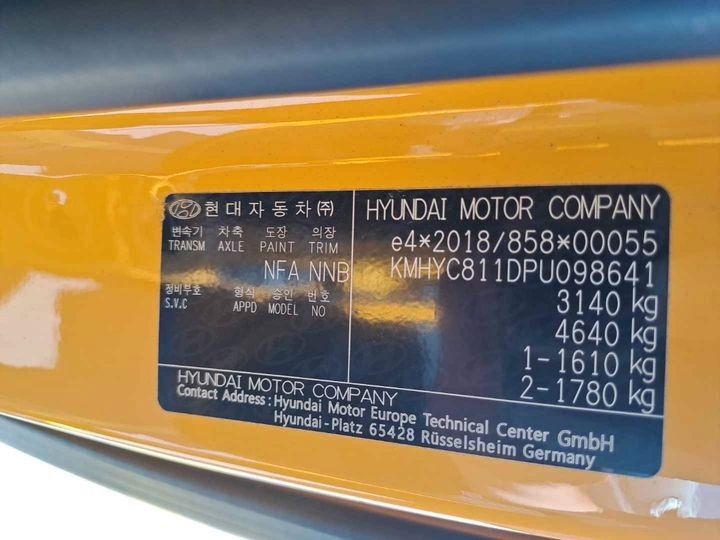 현대자동차㈜
변속기 차축 도장 의장
TRANSM AXLE PAINT TRIM
NFA NNB
정비부호 형식 승인 번호
S.V.C APPD MODEL NO
HYUNDAI MOTOR COMPANY
e4*2018/858*00055
KMHYC811DPU098641
3140 kg
4640 kg
1-1610 kg
2-1780 kg
HYUNDAI MOTOR COMPANY
Contact Address : Hyundai Motor Europe Technical Center GmbH
Hyundai-Platz 65428 Rüsselsheim Germany